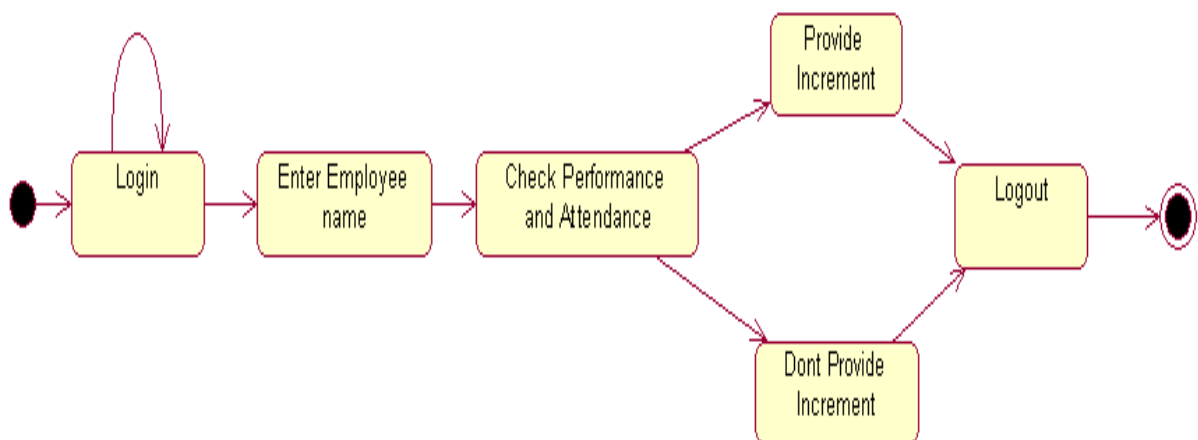 Login
Enter Employee
name
Check Performance
and Attendance
Provide
Increment
Dont Provide
Increment
Logout